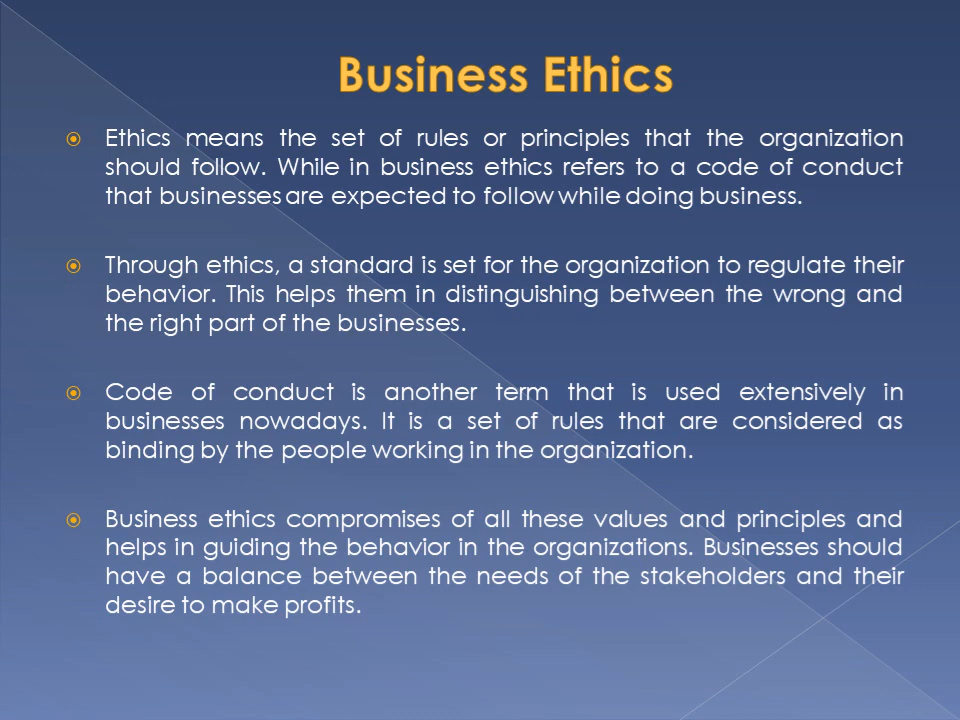 Business Ethics
Ethics means the set of rules or principles that the organization
should follow. While in business ethics refers to a code of conduct
that businesses are expected to follow while doing business.
Through ethics, a standard is set for the organization to regulate their
behavior. This helps them in distinguishing between the wrong and
the right part of the businesses.
Code of conduct is another term that is used extensively in
businesses nowadays. It is a set of rules that are considered as
binding by the people working in the organization.
Business ethics compromises of all these values and principles and
helps in guiding the behavior in the organizations. Businesses should
have a balance between the needs of the stakeholders and their
desire to make profits.